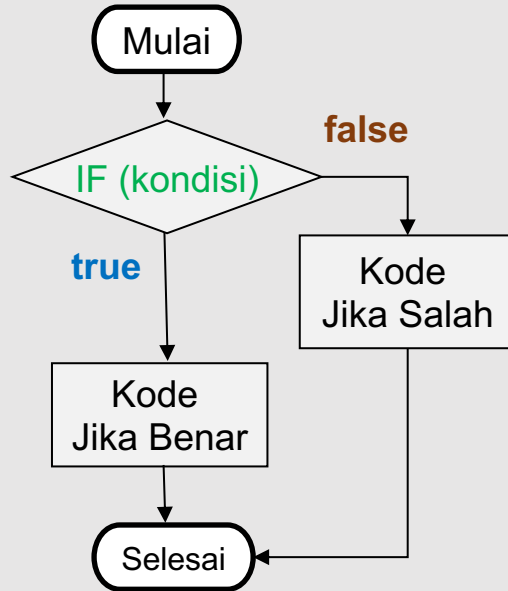 Mulai
false
IF (kondisi)
true
Kode
Jika Salah
Kode
Jika Benar
Selesai